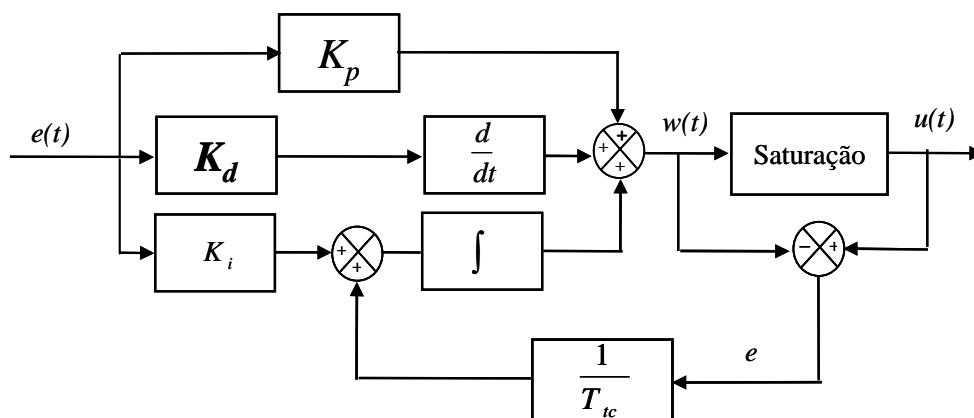 K_p
e(t)
K_d
d/dt
+ + +
w(t)
Saturação
u(t)
K_i
+ +
∫
− +
1/T_tc
e